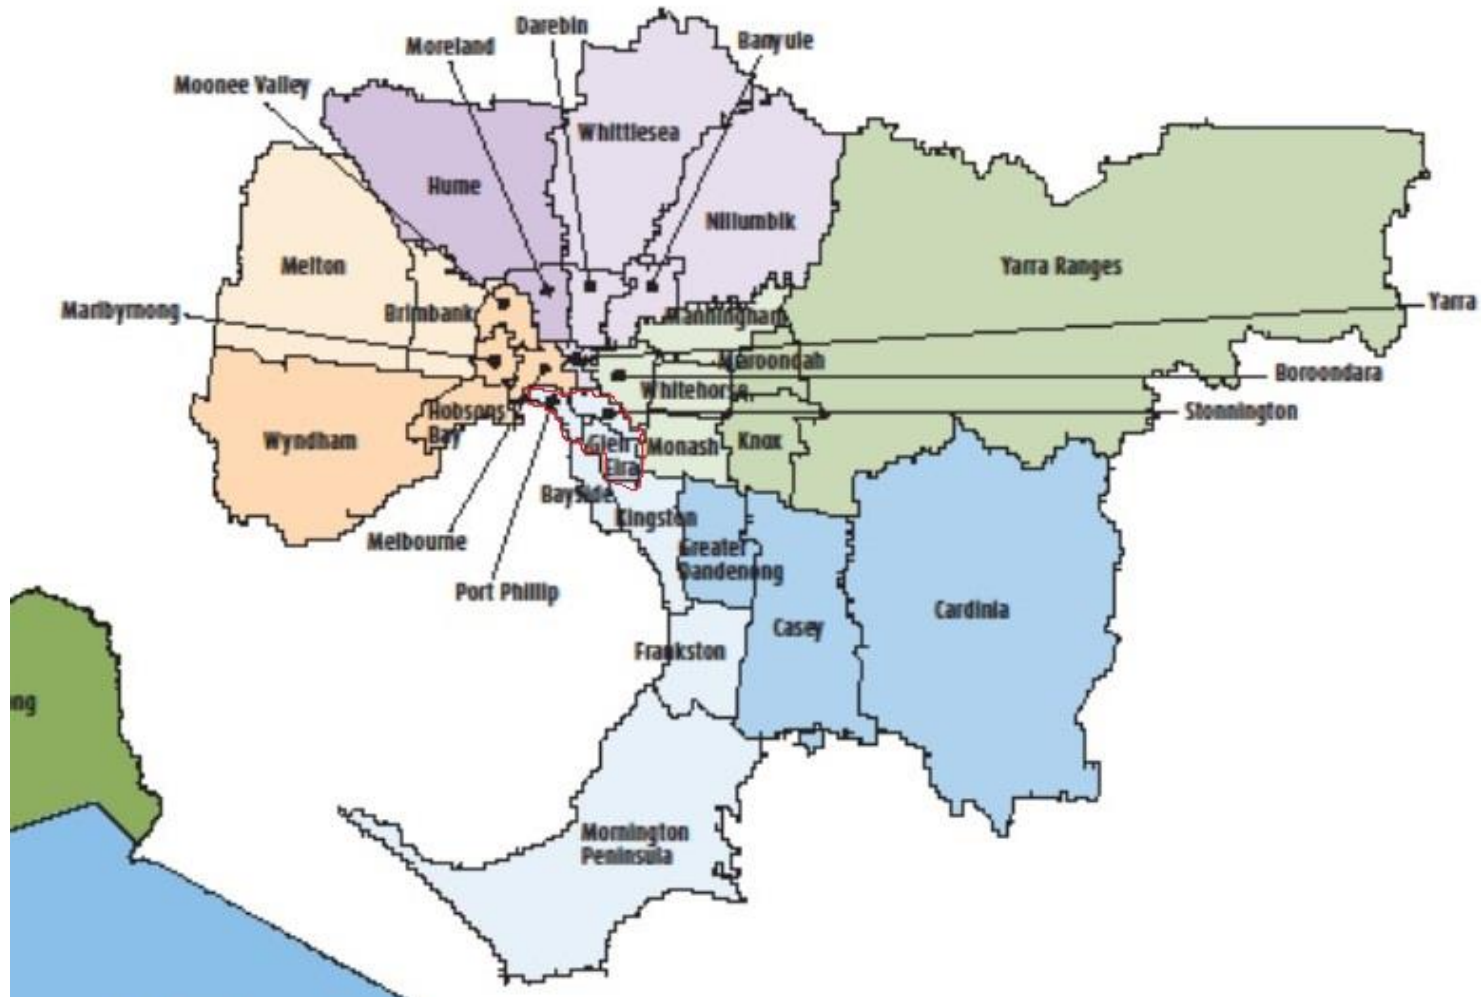 Darebin
Moreland
Banyule
Moonee Valley
Whittlesea
Hume
Nillumbik
Melton
Yarra Ranges
Yarra
Maribyrnong
Brimbank
Manningham
Maroondah
Boroondara
Whitehorse
Hobsons
Bay
Stonnington
Wyndham
Glen
Eira
Monash
Knox
Bayside
Kingston
Melbourne
Greater
Dandenong
Port Phillip
Cardinia
Casey
Frankston
ng
Mornington
Peninsula